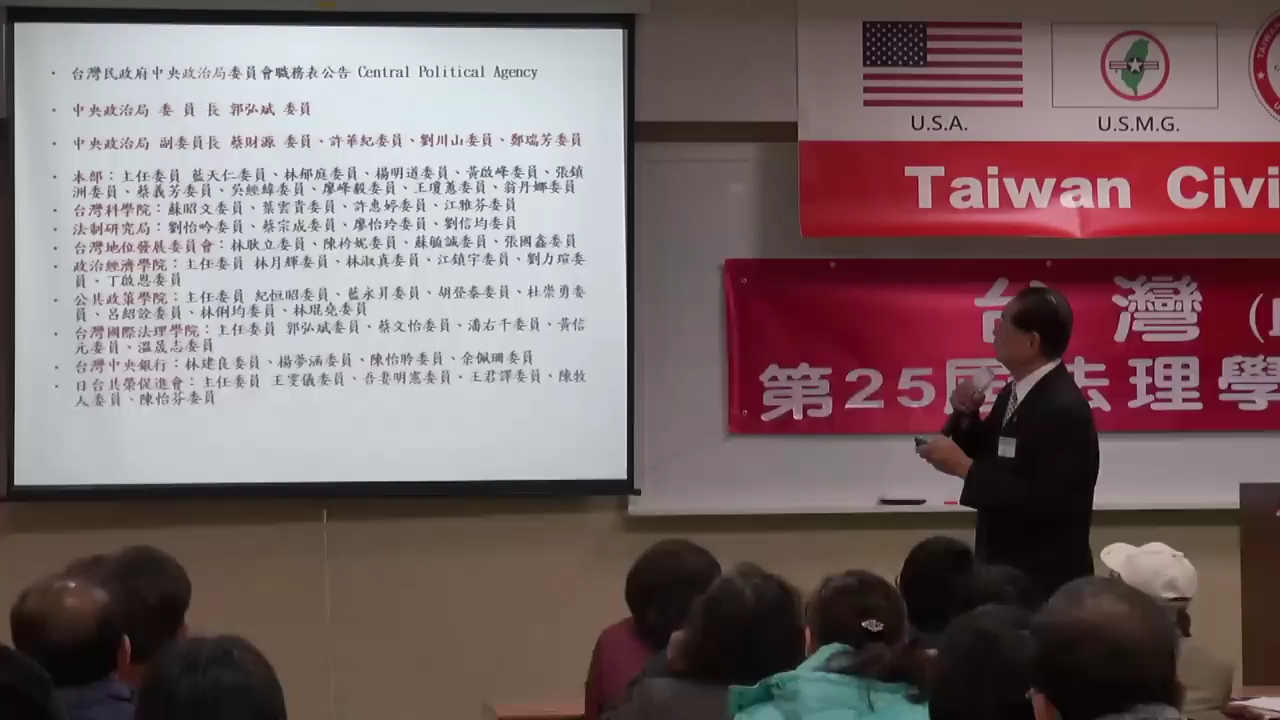 台灣民政府中央政治局委員會職務表公告 Central Political Agency
中央政治局 委 員 長 郭弘斌 委員
中央政治局 副委員長 蔡財源 委員、許華紀委員、劉川山委員、鄭瑞芳委員
本部：主任委員 藍天仁委員、林郁庭委員、楊明道委員、黃啟峰委員、張鎮
洲委員、蔡義芳委員、吳經緯委員、廖峰毅委員、王瓊蕙委員、翁丹娜委員
台灣科學院：蘇昭文委員、葉雲貴委員、許惠婷委員、江雅芬委員
法制研究局：劉怡吟委員、蔡宗成委員、廖怡玲委員、劉信均委員
台灣地位發展委員會：林耿立委員、陳衿妮委員、蘇毓誠委員、張國鑫委員
政治經濟學院：主任委員 林月輝委員、林淑真委員、江鎮宇委員、劉力瑄委
員、丁啟恩委員
公共政策學院：主任委員 紀恒昭委員、藍永昇委員、胡登泰委員、杜崇勇委
員、呂紹詮委員、林俐均委員、林琨堯委員
台灣國際法理學院：主任委員 郭弘斌委員、蔡文怡委員、潘右千委員、黃信
元委員、溫晟志委員
台灣中央銀行：林建良委員、楊夢涵委員、陳怡聆委員、余佩珊委員
日台共榮促進會：主任委員 王雯儀委員、吾妻明憲委員、王君譯委員、陳牧
人委員、陳怡芬委員
U.S.A.
U.S.M.G.
Taiwan Civi
台 灣
第25屆法理學